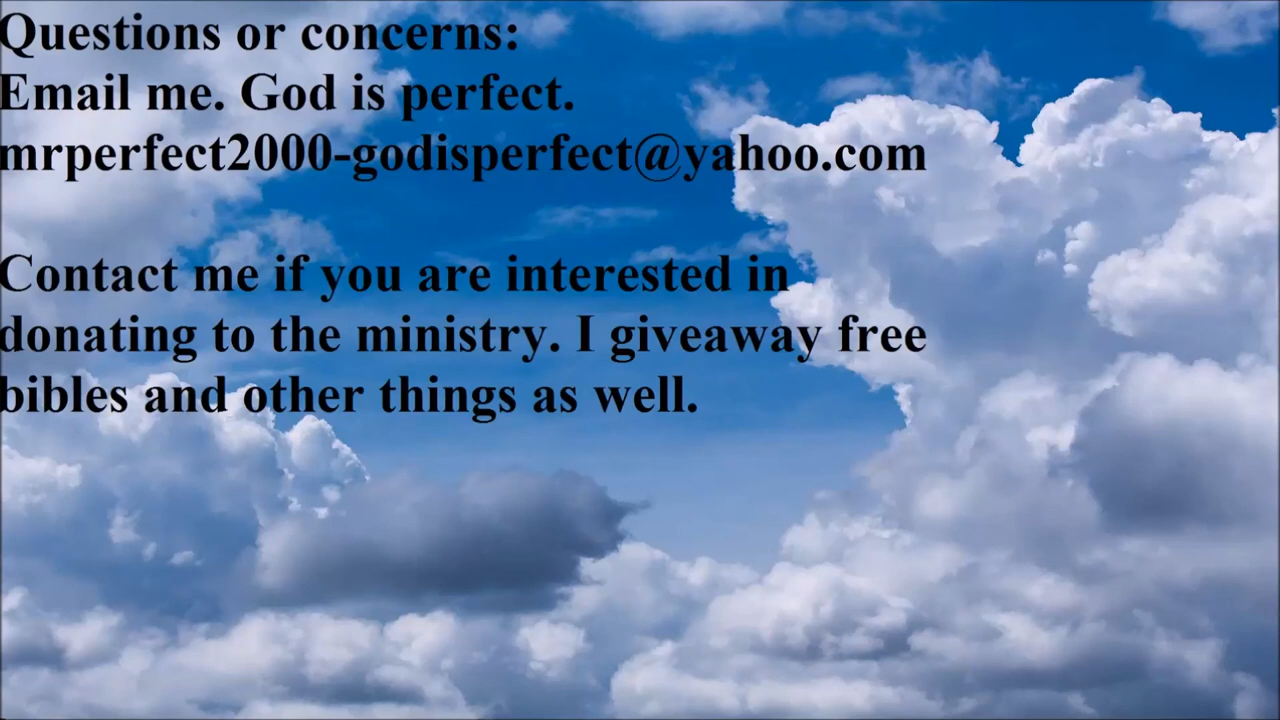 Questions or concerns:
Email me. God is perfect.
mrperfect2000-godisperfect@yahoo.com
Contact me if you are interested in
donating to the ministry. I giveaway free
bibles and other things as well.